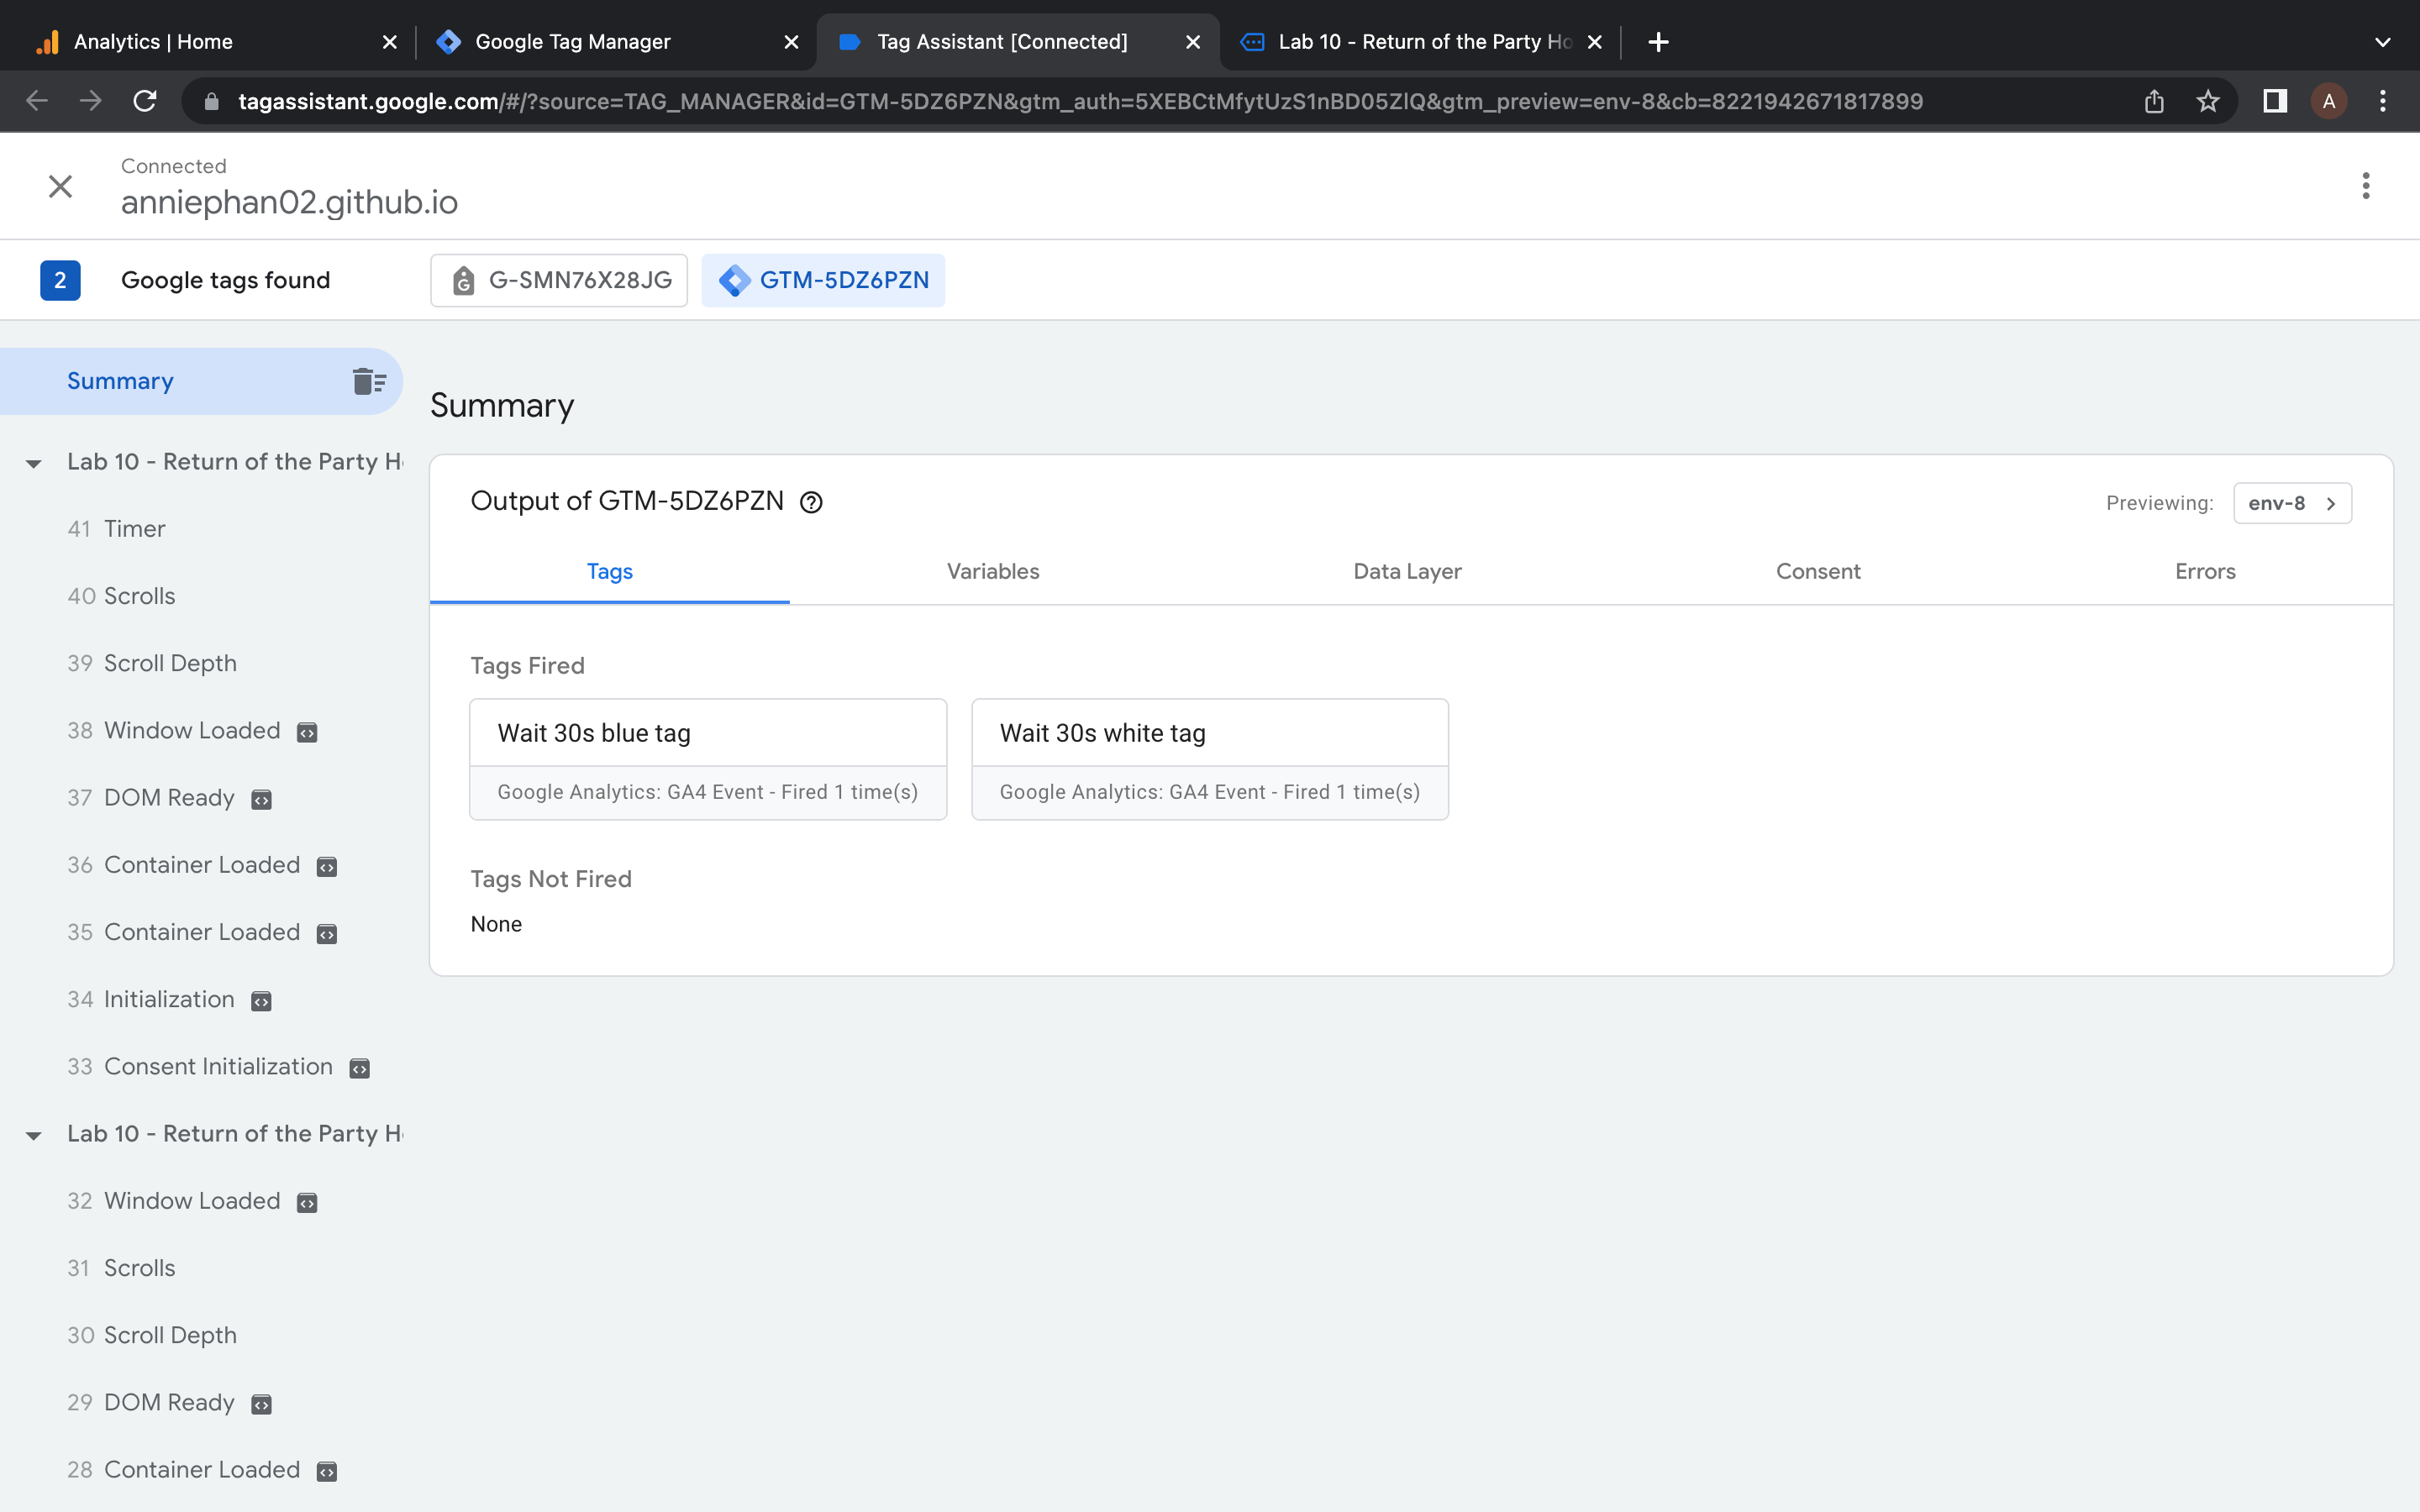 Analytics | Home
Google Tag Manager
Tag Assistant [Connected]
Lab 10 - Return of the Party Ho
tagassistant.google.com/#/?source=TAG_MANAGER&id=GTM-5DZ6PZN&gtm_auth=5XEBCtMfytUzS1nBD05ZlQ&gtm_preview=env-8&cb=8221942671817899
A
Connected
anniephan02.github.io
2 Google tags found
G-SMN76X28JG
GTM-5DZ6PZN
Summary
Lab 10 - Return of the Party Ho
41 Timer
40 Scrolls
39 Scroll Depth
38 Window Loaded
37 DOM Ready
36 Container Loaded
35 Container Loaded
34 Initialization
33 Consent Initialization
Lab 10 - Return of the Party Ho
32 Window Loaded
31 Scrolls
30 Scroll Depth
29 DOM Ready
28 Container Loaded
Summary
Output of GTM-5DZ6PZN
Previewing: env-8
Tags
Variables
Data Layer
Consent
Errors
Tags Fired
Wait 30s blue tag
Google Analytics: GA4 Event - Fired 1 time(s)
Wait 30s white tag
Google Analytics: GA4 Event - Fired 1 time(s)
Tags Not Fired
None